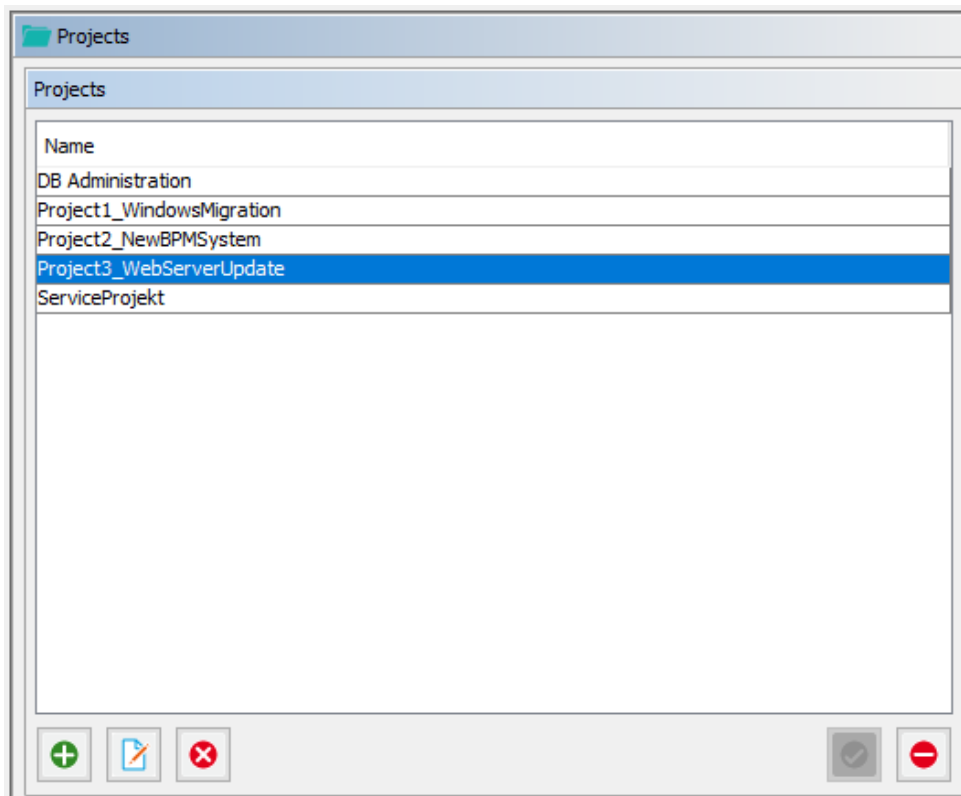 Projects
Projects
Name
DB Administration
Project1_WindowsMigration
Project2_NewBPMSystem
Project3_WebServerUpdate
ServiceProjekt